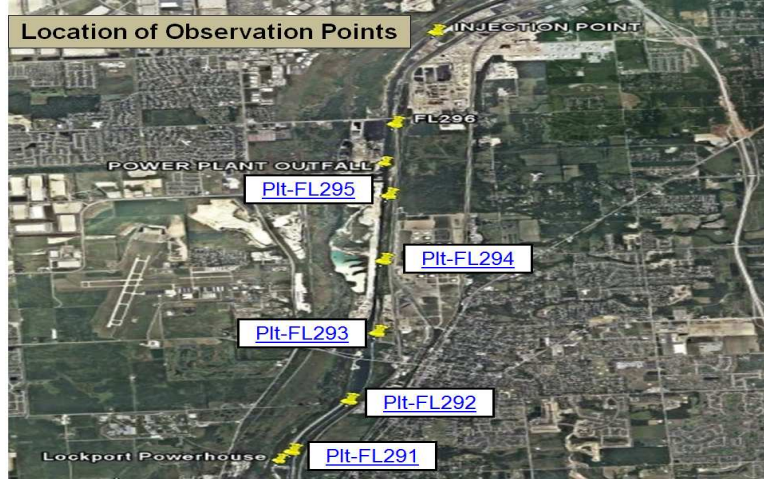 Location of Observation Points
INJECTION POINT
FL296
POWER PLANT OUTFALL
Plt-FL295
Plt-FL294
Plt-FL293
Plt-FL292
Lockport Powerhouse
Plt-FL291